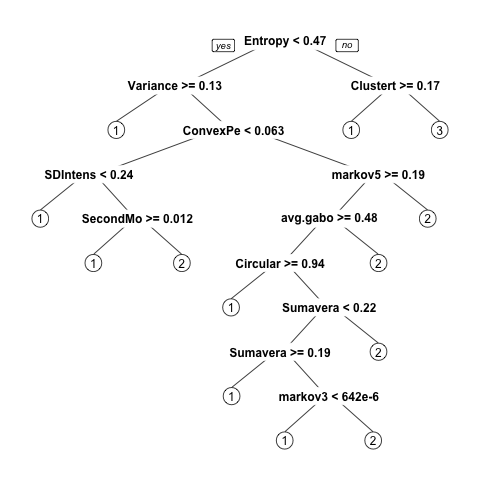 yes Entropy < 0.47 no
Variance >= 0.13 Clustert >= 0.17
1 ConvexPe < 0.063 1 3
SDIntens < 0.24 markov5 >= 0.19
1 SecondMo >= 0.012 avg.gabo >= 0.48 2
1 2 Circular >= 0.94 2
1 Sumavera < 0.22
Sumavera >= 0.19 2
1 markov3 < 642e-6
1 2